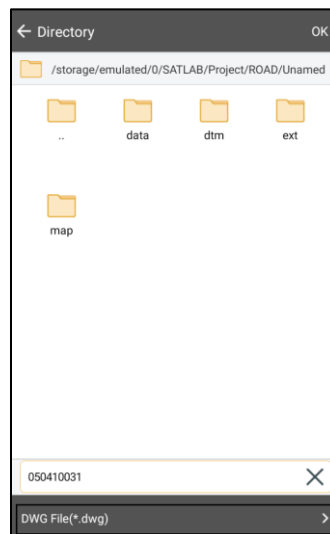 Directory
OK
/storage/emulated/0/SATLAB/Project/ROAD/Unamed
..
data
dtm
ext
map
050410031
DWG File(*.dwg)